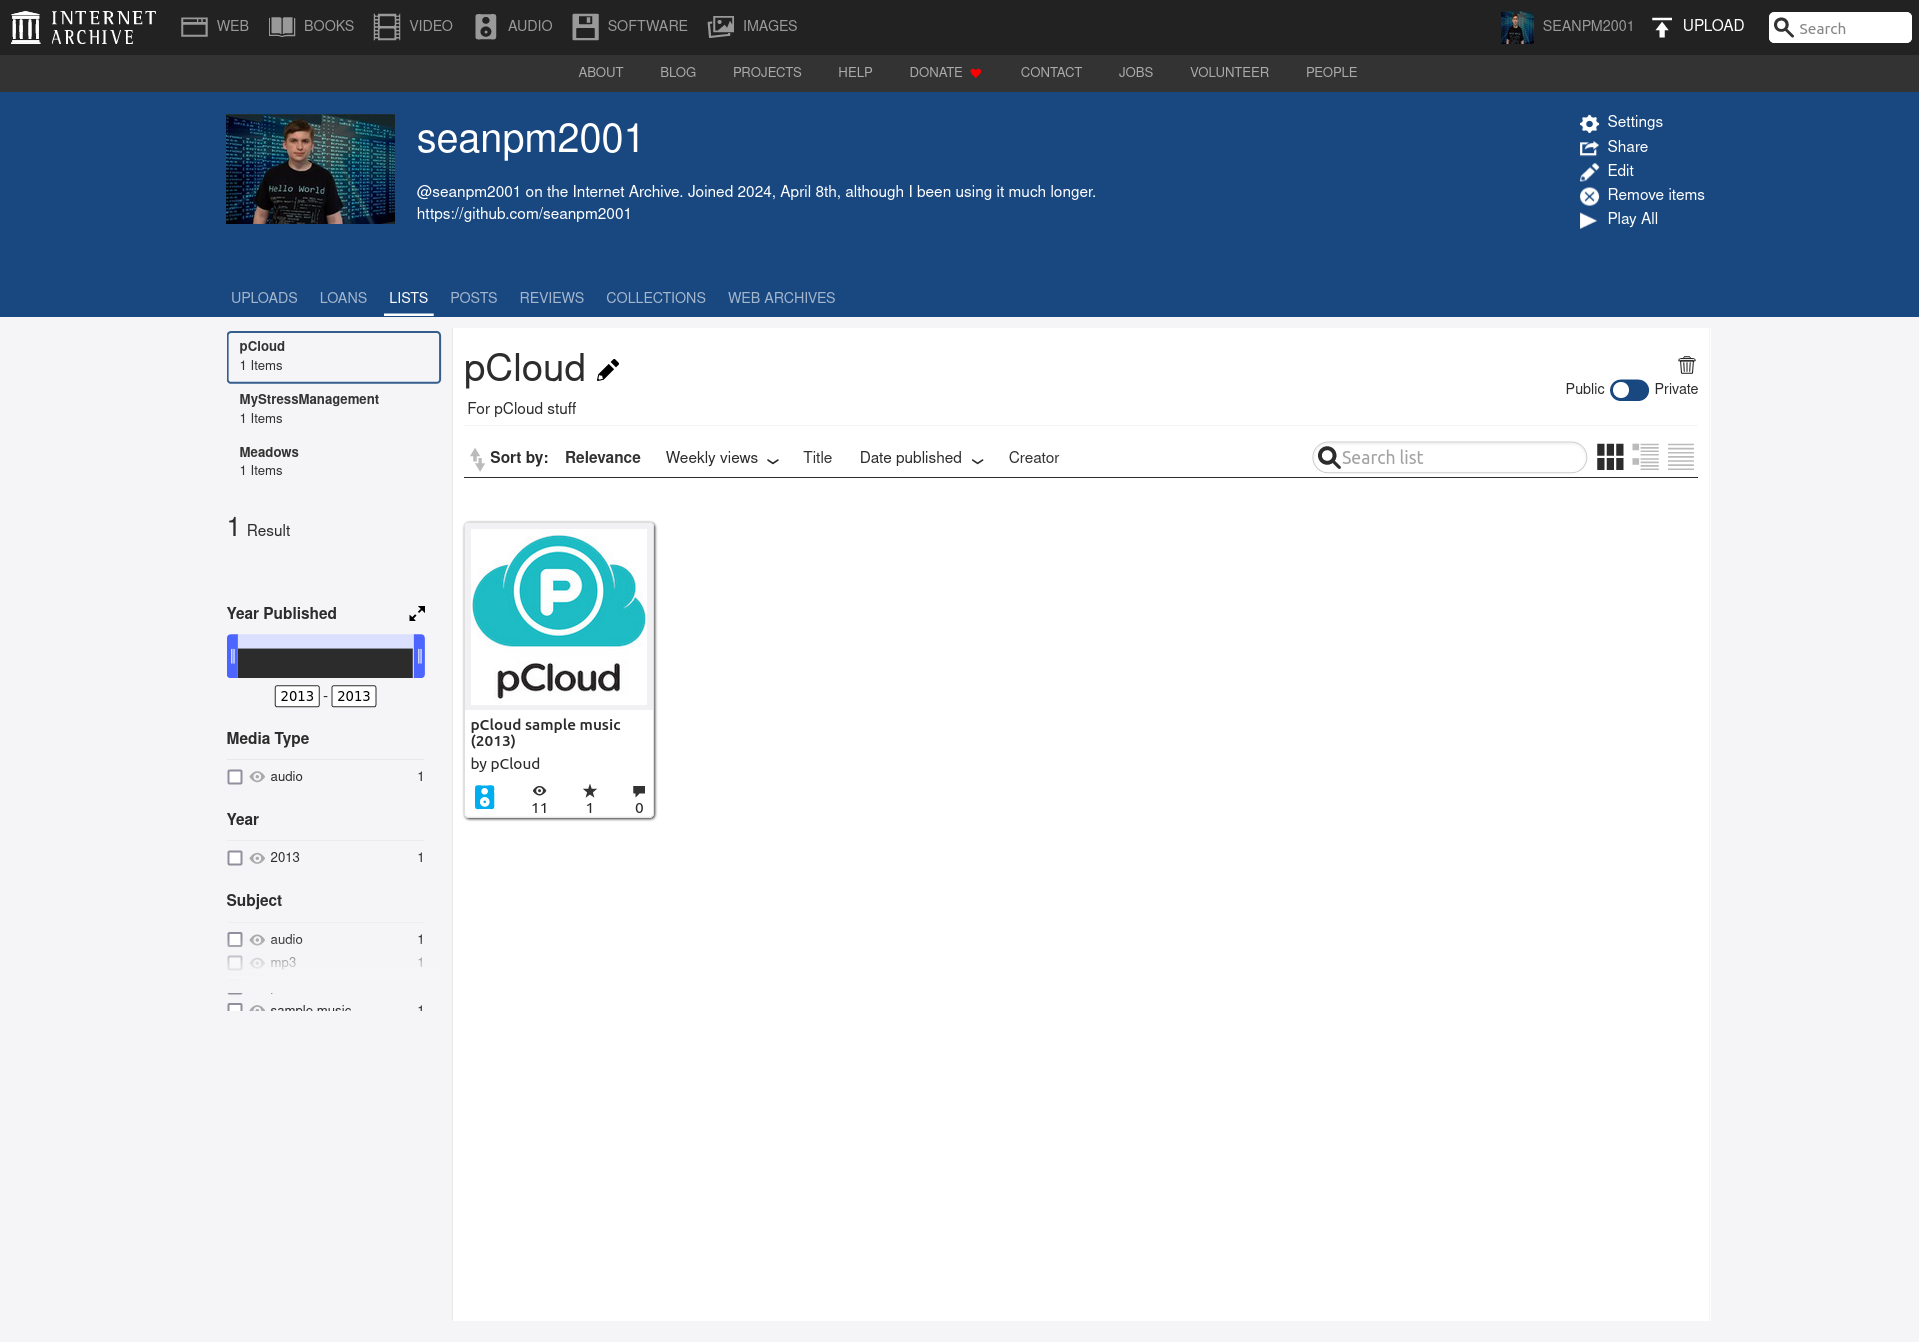 INTERNET ARCHIVE
WEB BOOKS VIDEO AUDIO SOFTWARE IMAGES
SEANPM2001 UPLOAD Search
ABOUT BLOG PROJECTS HELP DONATE CONTACT JOBS VOLUNTEER PEOPLE
Hello World
seanpm2001
@seanpm2001 on the Internet Archive. Joined 2024, April 8th, although I been using it much longer.
https://github.com/seanpm2001
Settings
Share
Edit
Remove items
Play All
UPLOADS LOANS LISTS POSTS REVIEWS COLLECTIONS WEB ARCHIVES
pCloud
1 Items
MyStressManagement
1 Items
Meadows
1 Items
1 Result
Year Published
2013 - 2013
Media Type
audio 1
Year
2013 1
Subject
audio 1
mp3 1
sample music 1
pCloud
For pCloud stuff
Public Private
Sort by: Relevance Weekly views Title Date published Creator
Search list
P
pCloud
pCloud sample music
(2013)
by pCloud
11 1 0